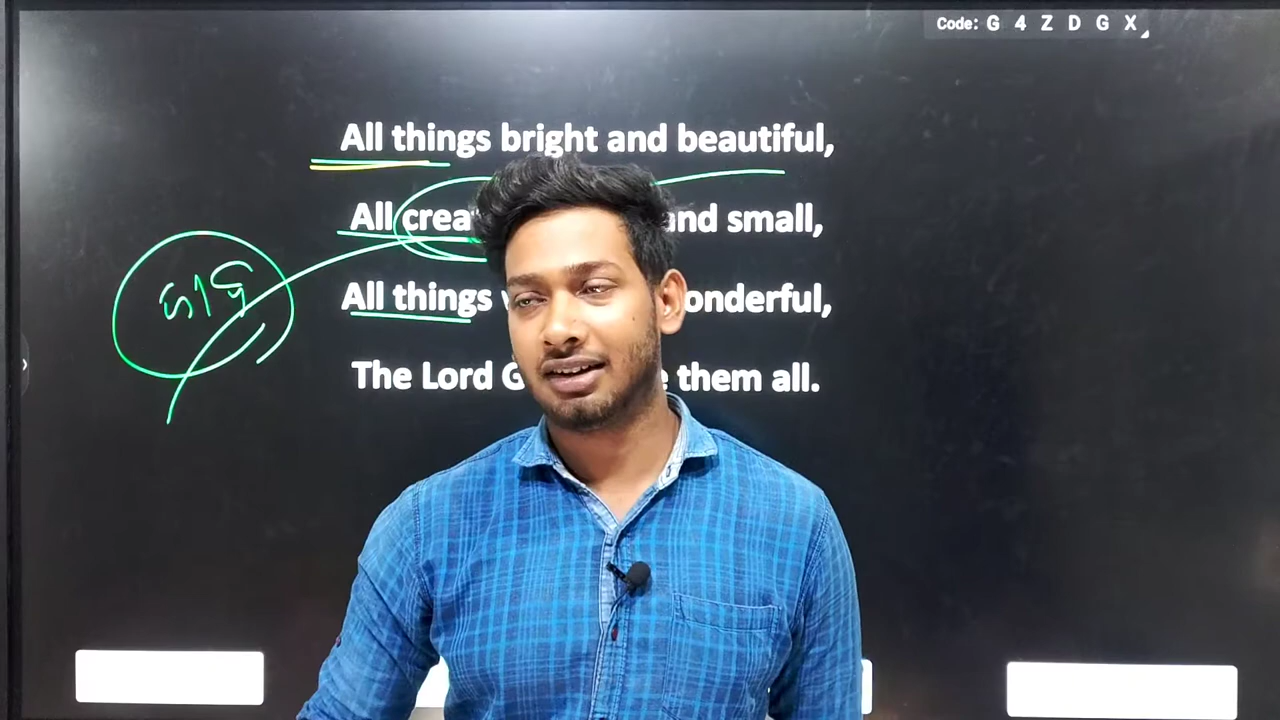 Code: G 4 Z D G X
All things bright and beautiful,
All crea and small,
All things onderful,
The Lord G e them all.